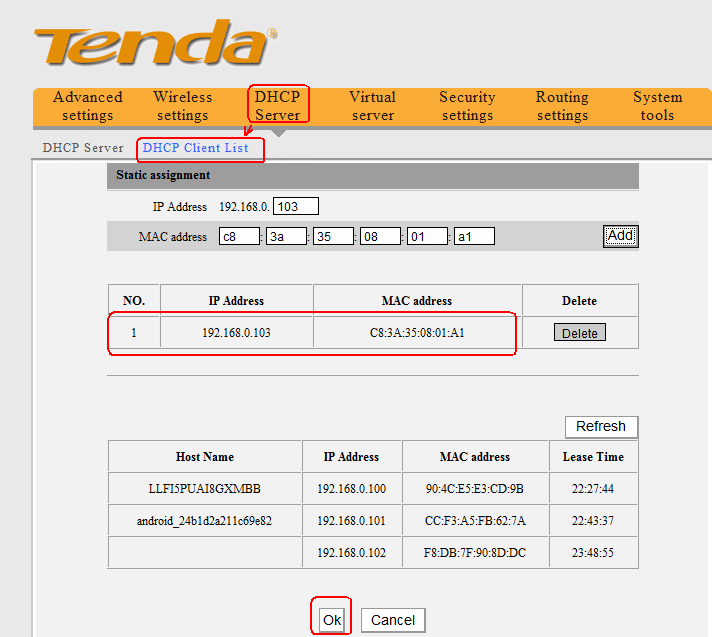 Tenda®
Advanced settings
Wireless settings
DHCP Server
Virtual server
Security settings
Routing settings
System tools
DHCP Server DHCP Client List
Static assignment
IP Address 192.168.0. 103
MAC address c8 : 3a : 35 : 08 : 01 : a1 Add
NO. IP Address MAC address Delete
1 192.168.0.103 C8:3A:35:08:01:A1 Delete
Refresh
Host Name IP Address MAC address Lease Time
LLFI5PUAI8GXMBB 192.168.0.100 90:4C:E5:E3:CD:9B 22:27:44
android_24b1d2a211c69e82 192.168.0.101 CC:F3:A5:FB:62:7A 22:43:37
192.168.0.102 F8:DB:7F:90:8D:DC 23:48:55
Ok Cancel